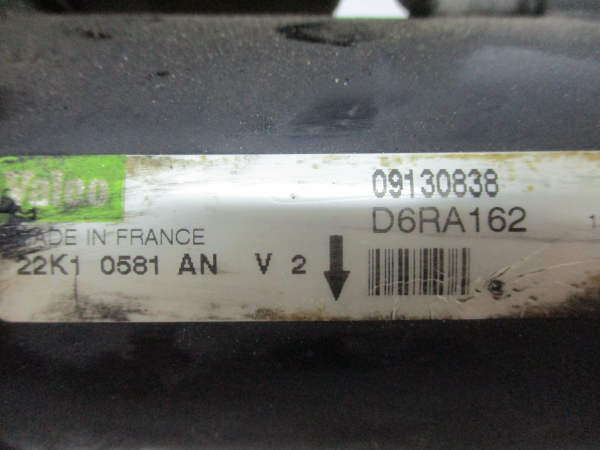 Valeo
09130838
D6RA162
MADE IN FRANCE
22K1 0581 AN V 2